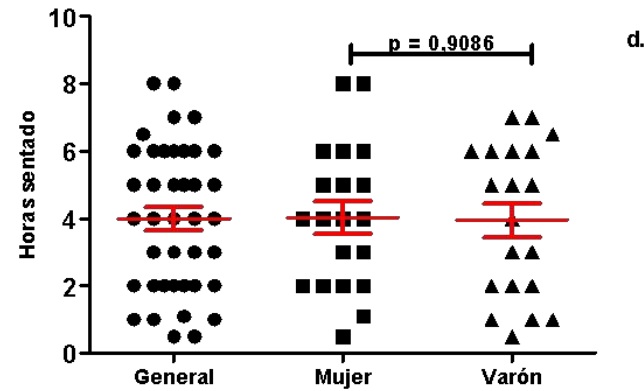 10
8
6
4
2
0
Horas sentado
p = 0,9086
d.
General
Mujer
Varón